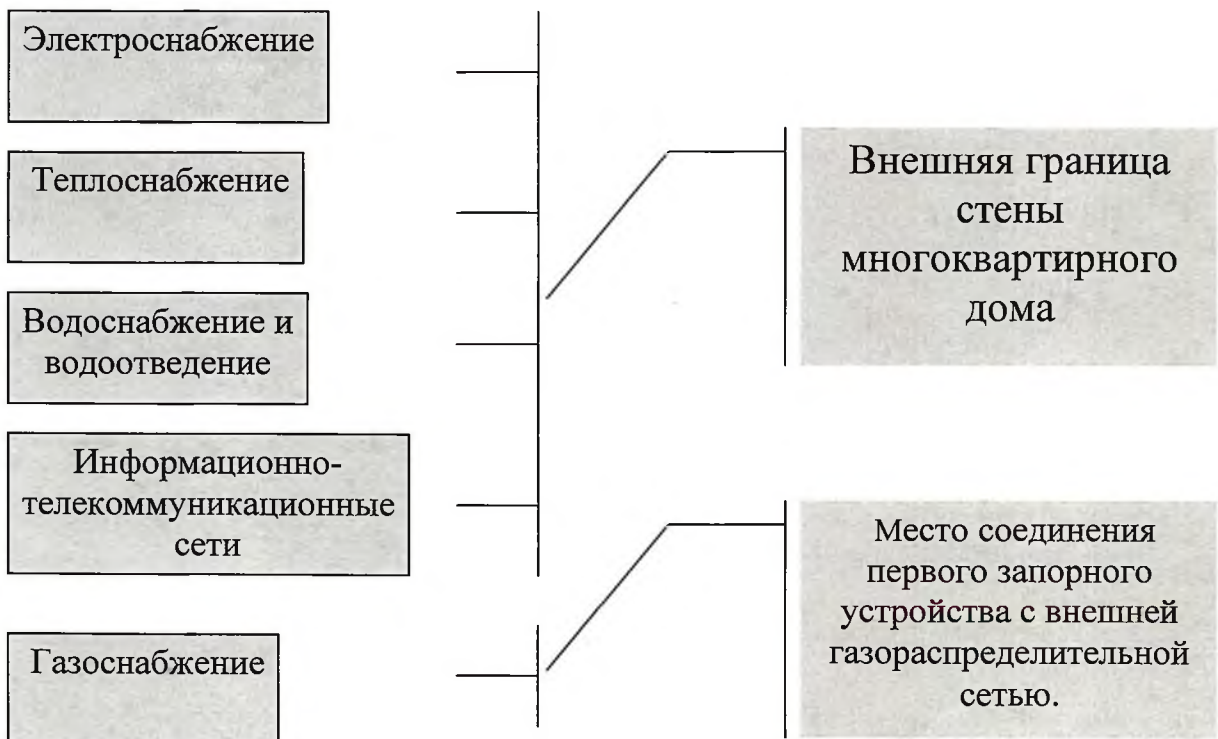 Электроснабжение
Теплоснабжение
Водоснабжение и
водоотведение
Информационно-
телекоммуникационные
сети
Газоснабжение
Внешняя граница
стены
многоквартирного
дома
Место соединения
первого запорного
устройства с внешней
газораспределительной
сетью.